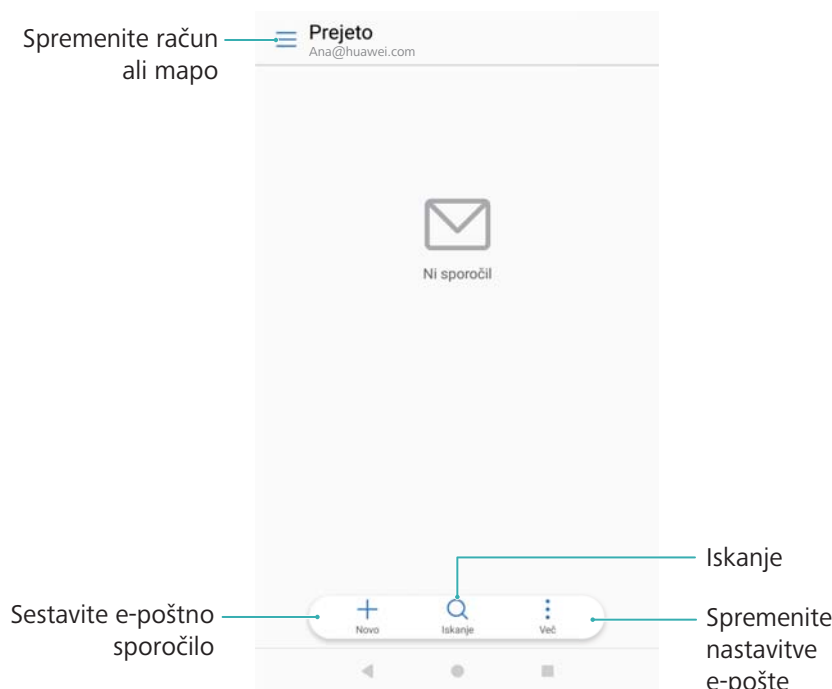 Spremenite račun
ali mapo
Prejeto
Ana@huawei.com
Ni sporočil
Iskanje
Sestavite e-poštno
sporočilo
Novo
Iskanje
Več
Spremenite
nastavitve
e-pošte